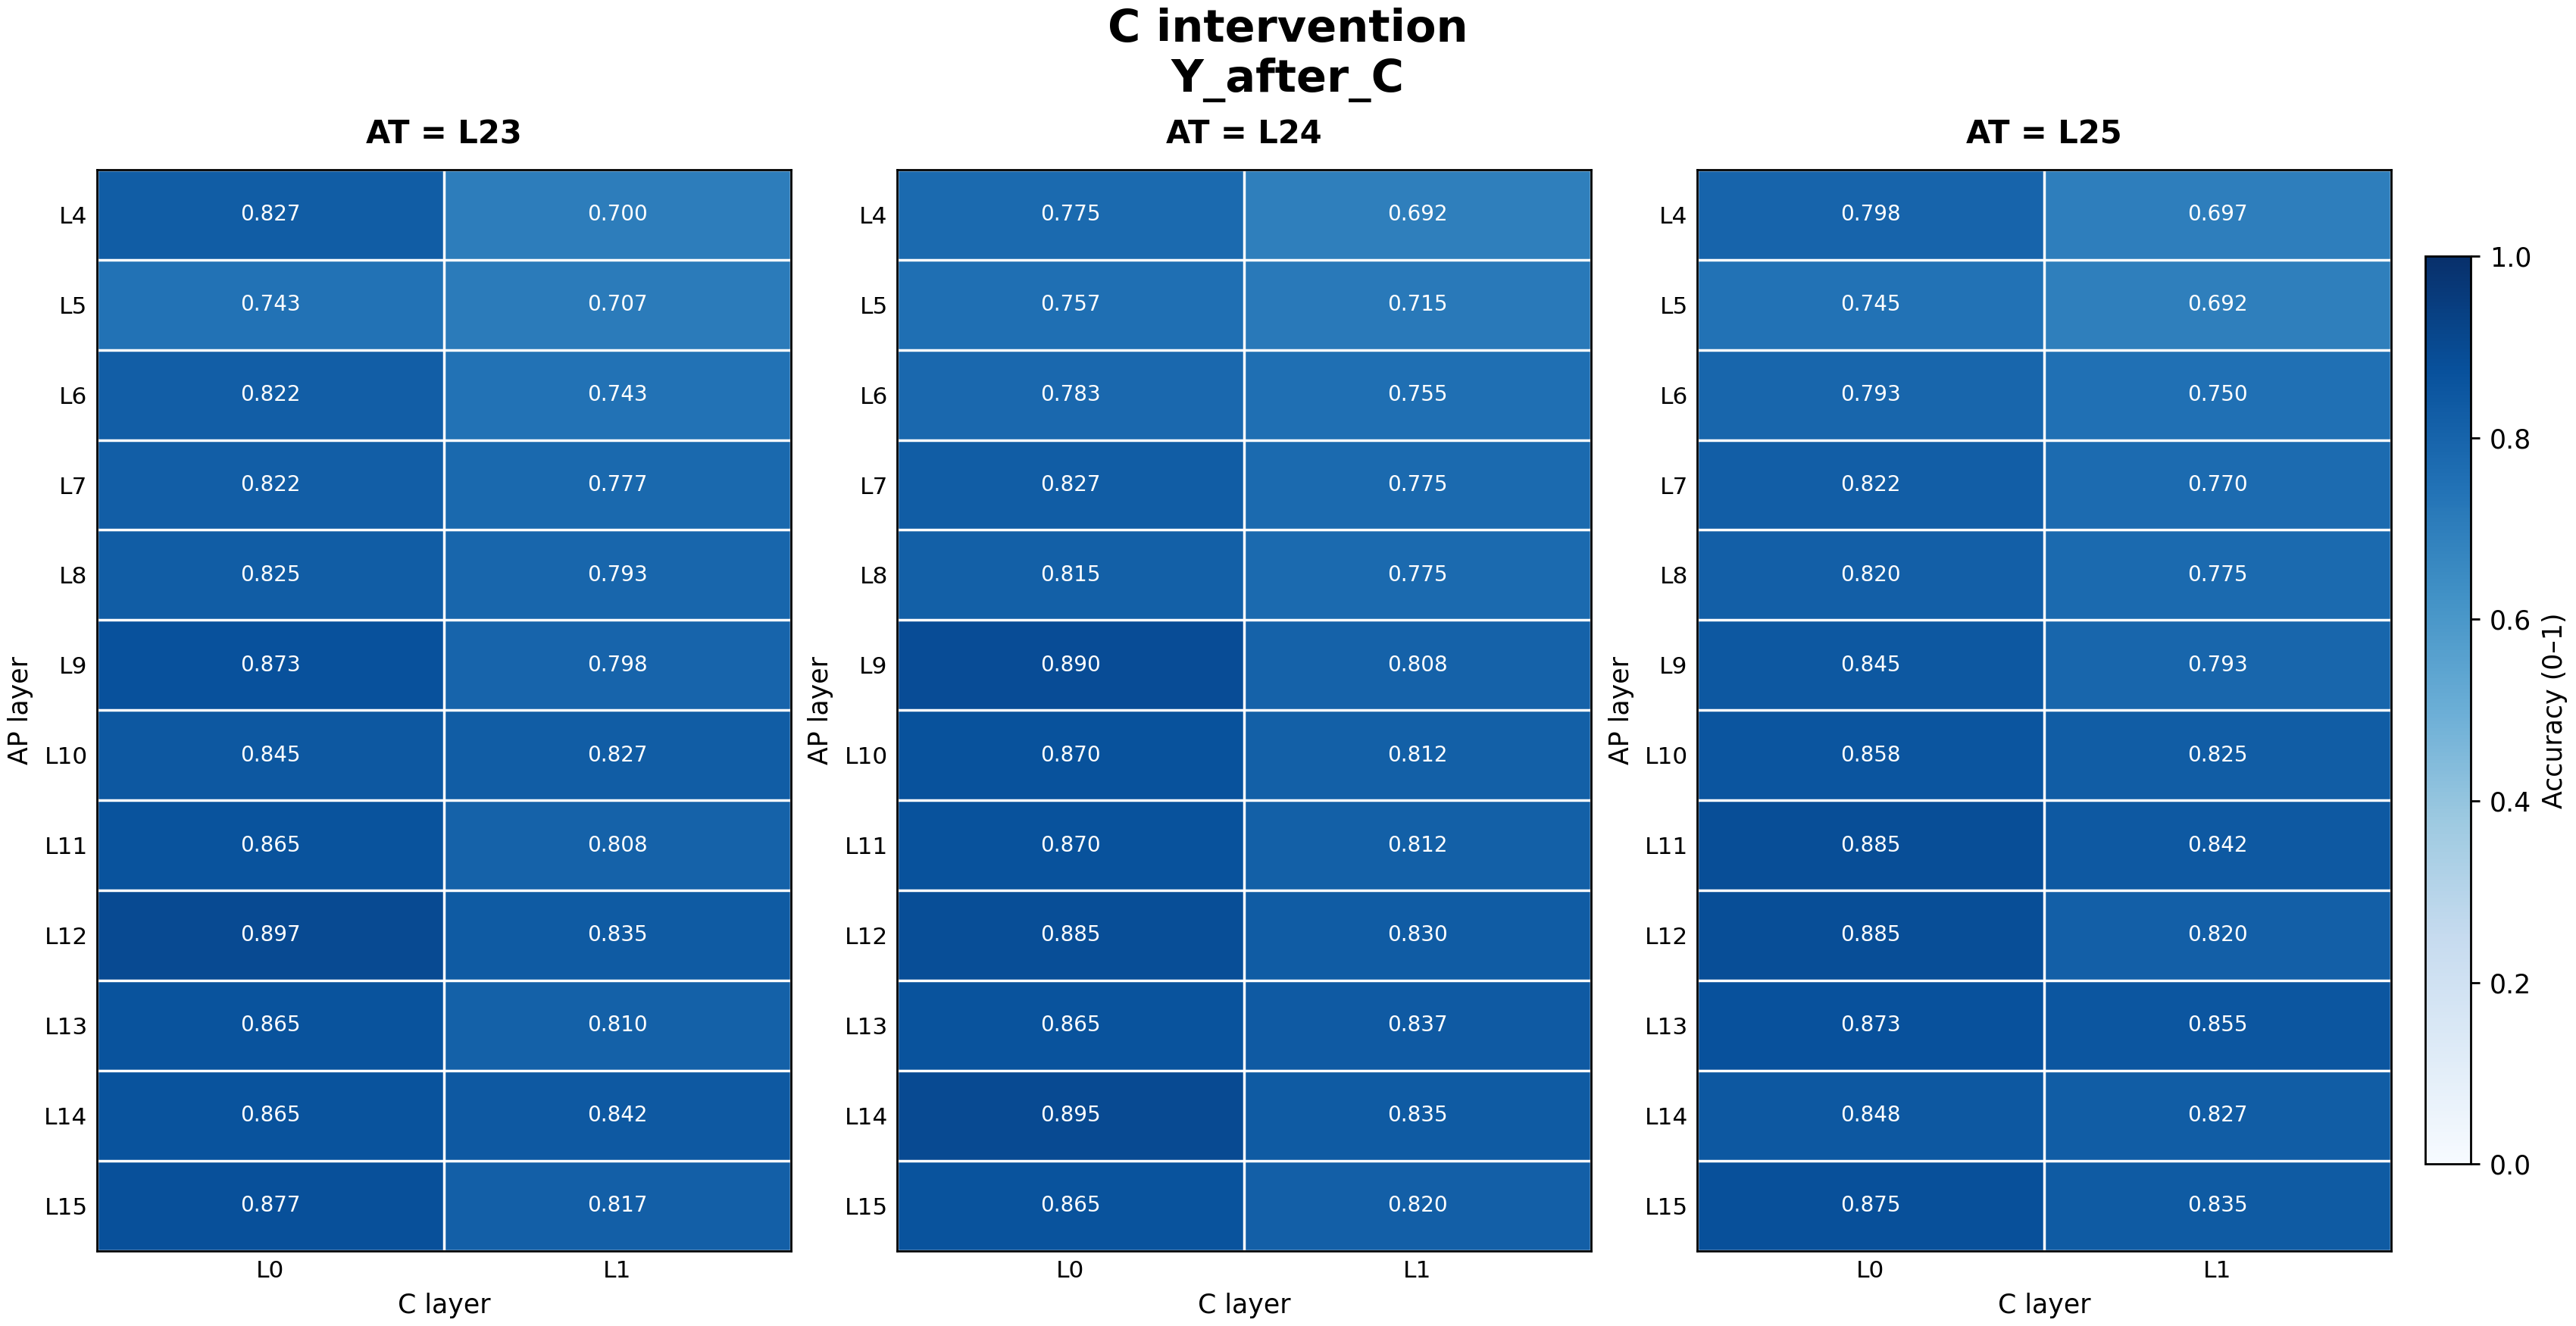 C intervention
Y_after_C
AT = L23
AT = L24
AT = L25
AP layer
L4 0.827 0.700
L5 0.743 0.707
L6 0.822 0.743
L7 0.822 0.777
L8 0.825 0.793
L9 0.873 0.798
L10 0.845 0.827
L11 0.865 0.808
L12 0.897 0.835
L13 0.865 0.810
L14 0.865 0.842
L15 0.877 0.817
L0 L1
C layer
AP layer
L4 0.775 0.692
L5 0.757 0.715
L6 0.783 0.755
L7 0.827 0.775
L8 0.815 0.775
L9 0.890 0.808
L10 0.870 0.812
L11 0.870 0.812
L12 0.885 0.830
L13 0.865 0.837
L14 0.895 0.835
L15 0.865 0.820
L0 L1
C layer
AP layer
L4 0.798 0.697
L5 0.745 0.692
L6 0.793 0.750
L7 0.822 0.770
L8 0.820 0.775
L9 0.845 0.793
L10 0.858 0.825
L11 0.885 0.842
L12 0.885 0.820
L13 0.873 0.855
L14 0.848 0.827
L15 0.875 0.835
L0 L1
C layer
1.0
0.8
0.6
0.4
0.2
0.0
Accuracy (0–1)